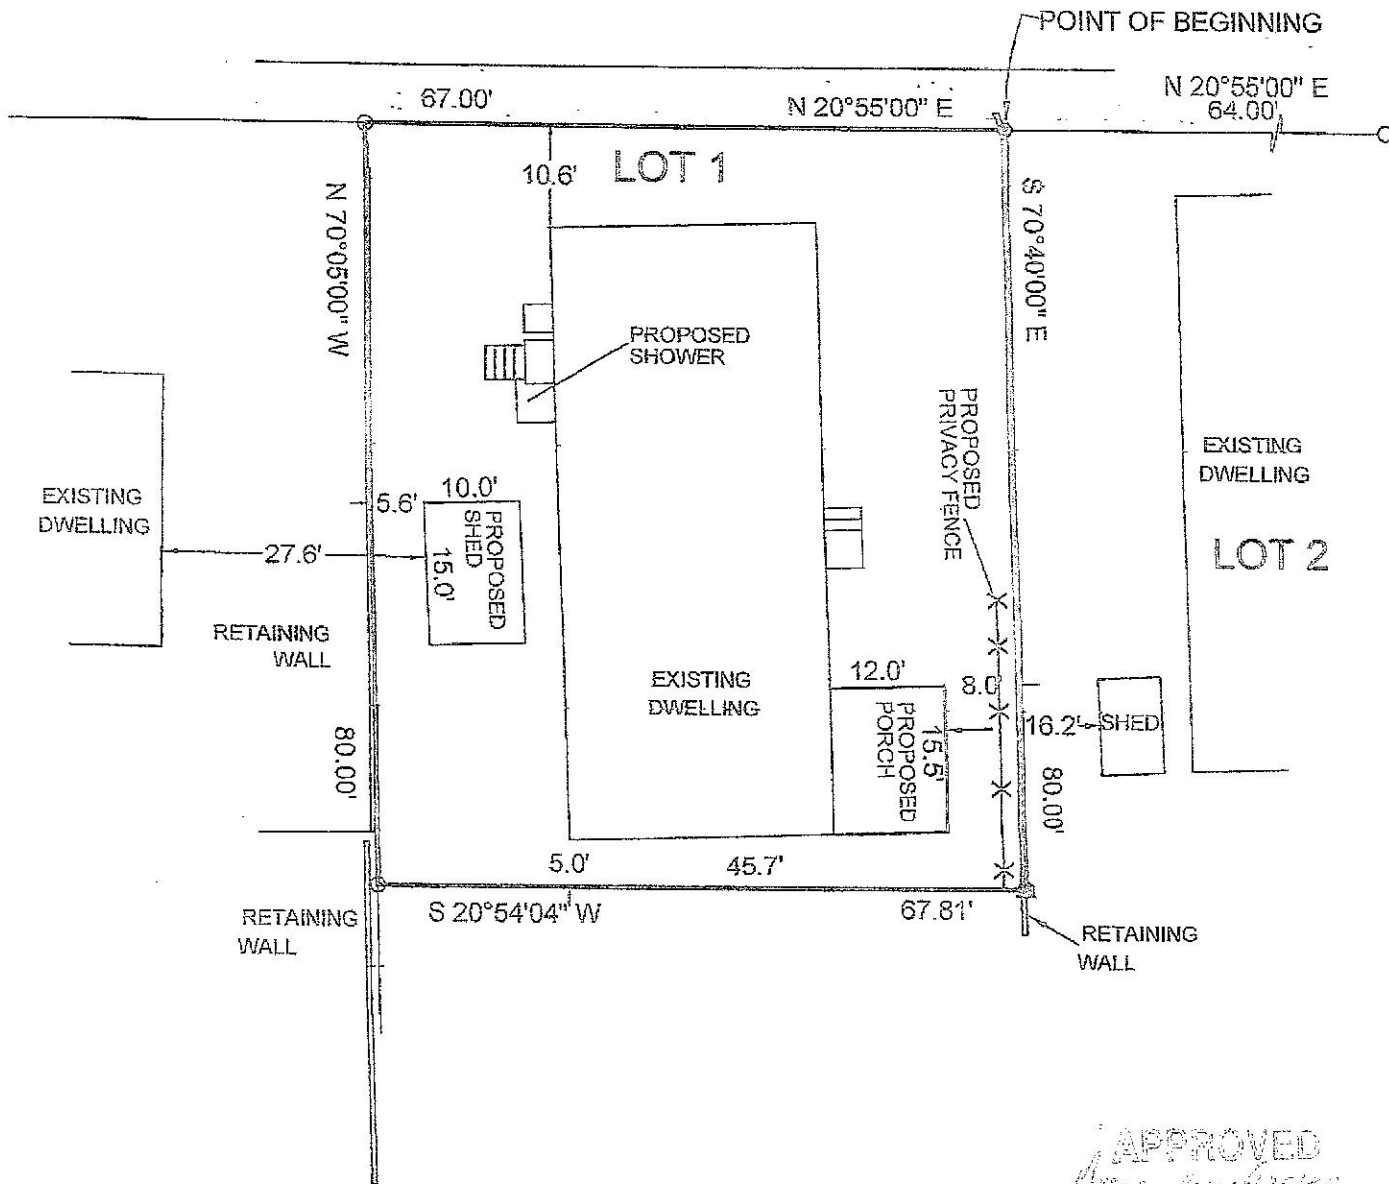 POINT OF BEGINNING
67.00'
N 20°55'00" E
N 20°55'00" E
64.00'
LOT 1
10.6'
N 70°05'00" W
S 70°40'00" E
PROPOSED
SHOWER
PROPOSED
PRIVACY FENCE
EXISTING
DWELLING
EXISTING
DWELLING
LOT 2
5.6'
10.0'
PROPOSED
SHED
15.0'
27.6'
RETAINING
WALL
80.00'
EXISTING
DWELLING
12.0'
8.0'
PROPOSED
PORCH
15.5'
16.2'
SHED
80.00'
5.0'
45.7'
S 20°54'04" W
67.81'
RETAINING
WALL
RETAINING
WALL
APPROVED